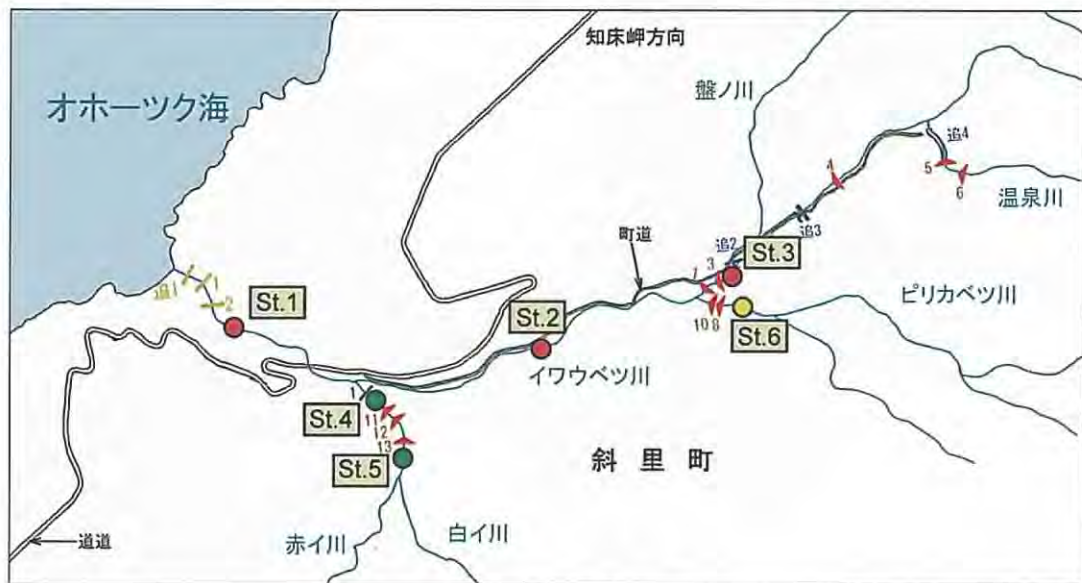 知床岬方向
オホーツク海
盤ノ川
追4
4
5
6
温泉川
追3
町道
追2
St.3
3
7
ピリカベツ川
10 8
St.6
追1
1
2
St.1
St.2
イワウベツ川
1
St.4
11
12
13
St.5
斜里町
赤イ川
白イ川
道道